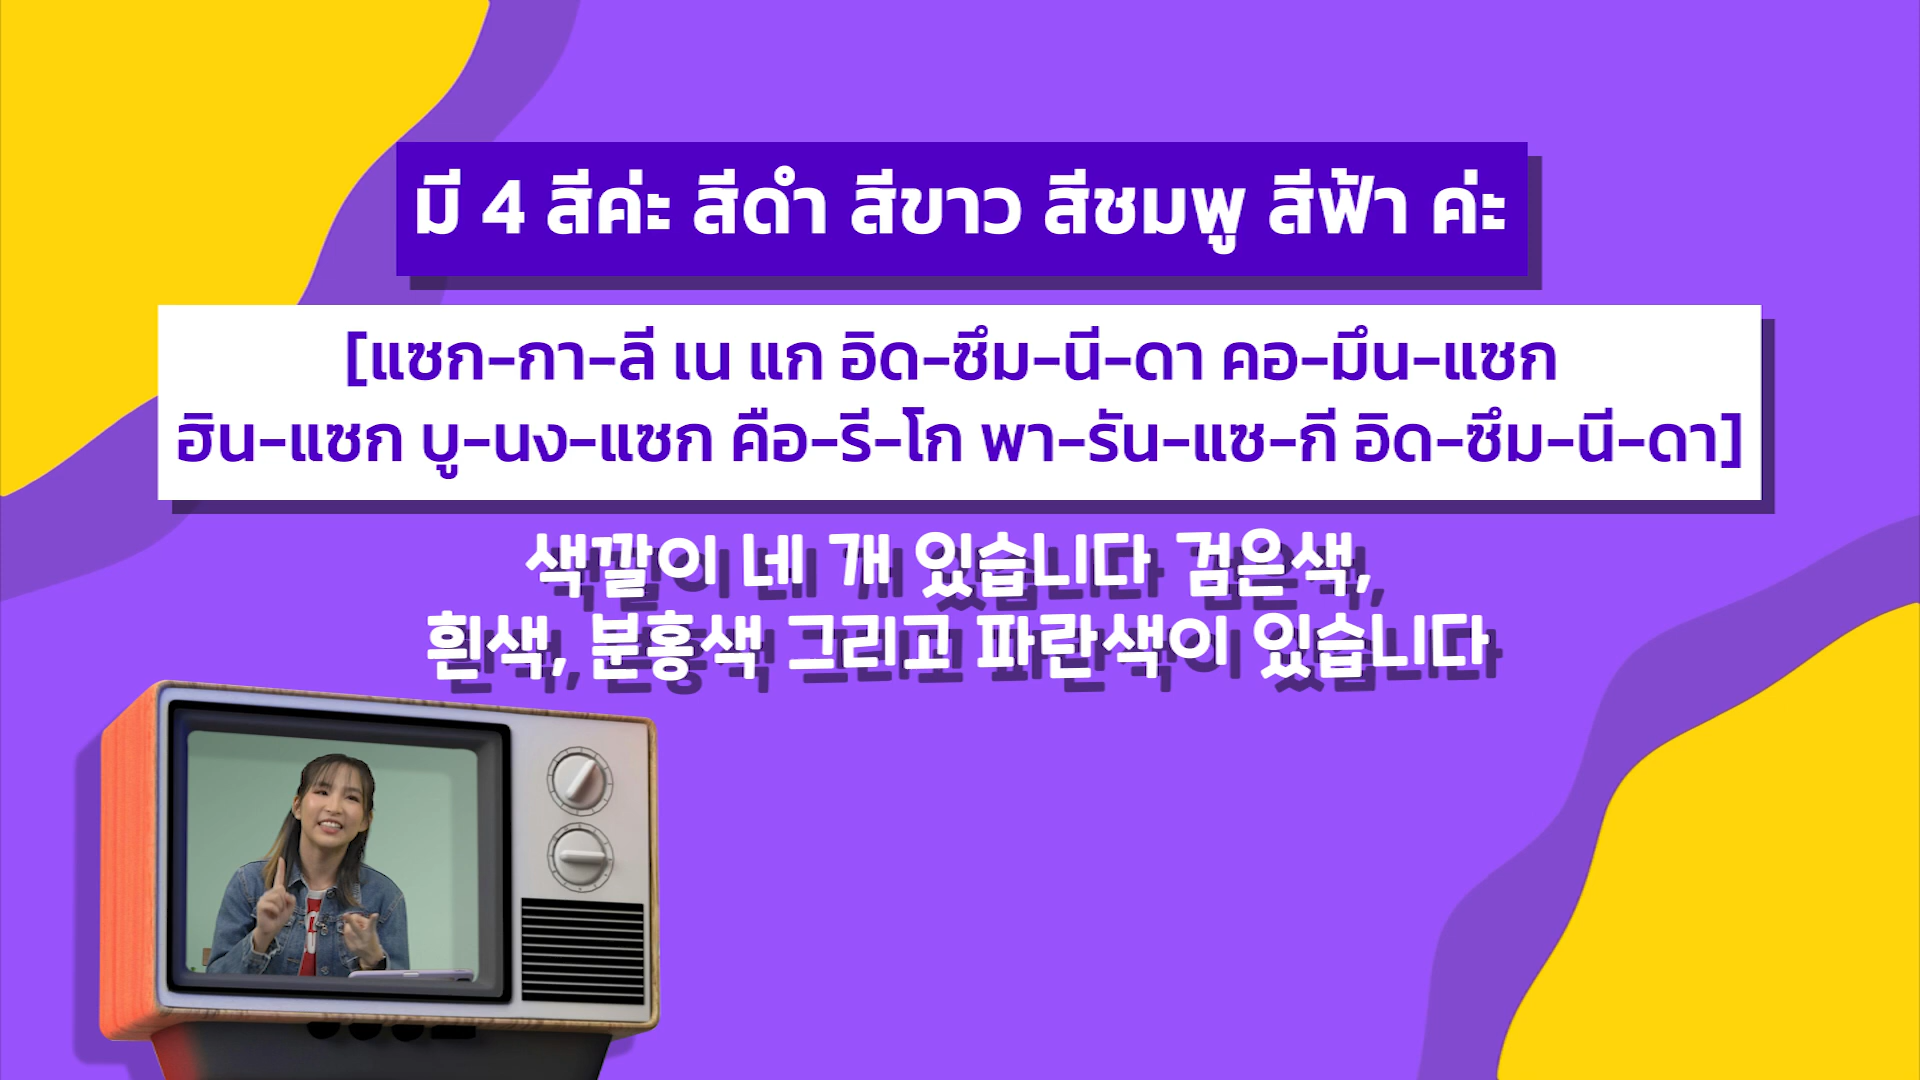 มี 4 สีค่ะ สีดำ สีขาว สีชมพู สีฟ้า ค่ะ
[แซก-กา-ลี เน แก อิด-ซึม-นี-ดา คอ-มึน-แซก
ฮิน-แซก บู-นง-แซก คือ-รี-โก พา-รัน-แซ-กี อิด-ซึม-นี-ดา]
색깔이 네 개 있습니다 검은색,
흰색, 분홍색 그리고 파란색이 있습니다